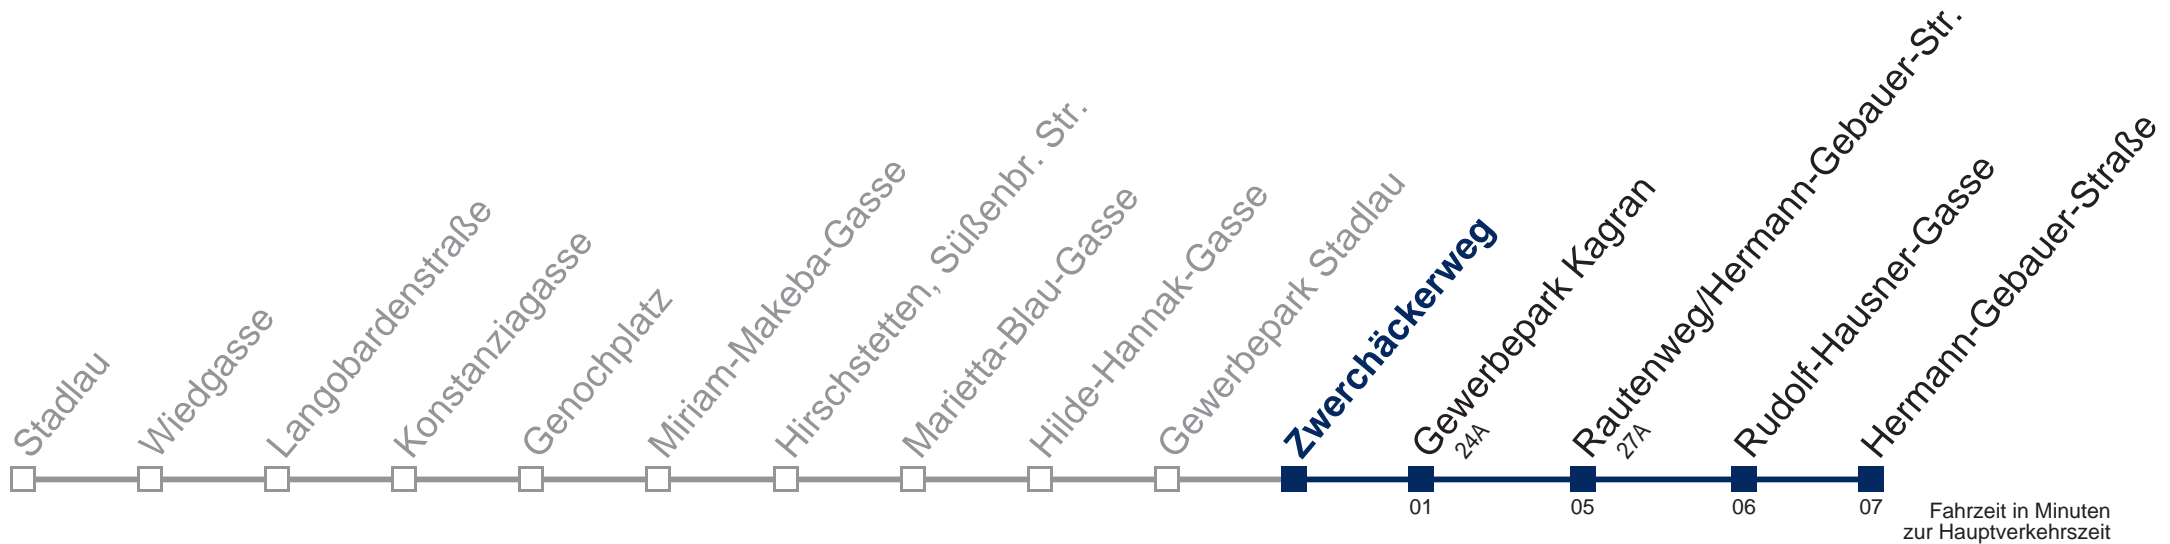 Stadlau
Wiedgasse
Langobardenstraße
Konstanziagasse
Genochplatz
Miriam-Makeba-Gasse
Hirschstetten, Süßenbr. Str.
Marietta-Blau-Gasse
Hilde-Hannak-Gasse
Gewerbepark Stadlau
Zwerchäckerweg
Gewerbepark Kagran
24A
Rautenweg/Hermann-Gebauer-Str.
27A
Rudolf-Hausner-Gasse
Hermann-Gebauer-Straße
01
05
06
07
Fahrzeit in Minuten
zur Hauptverkehrszeit